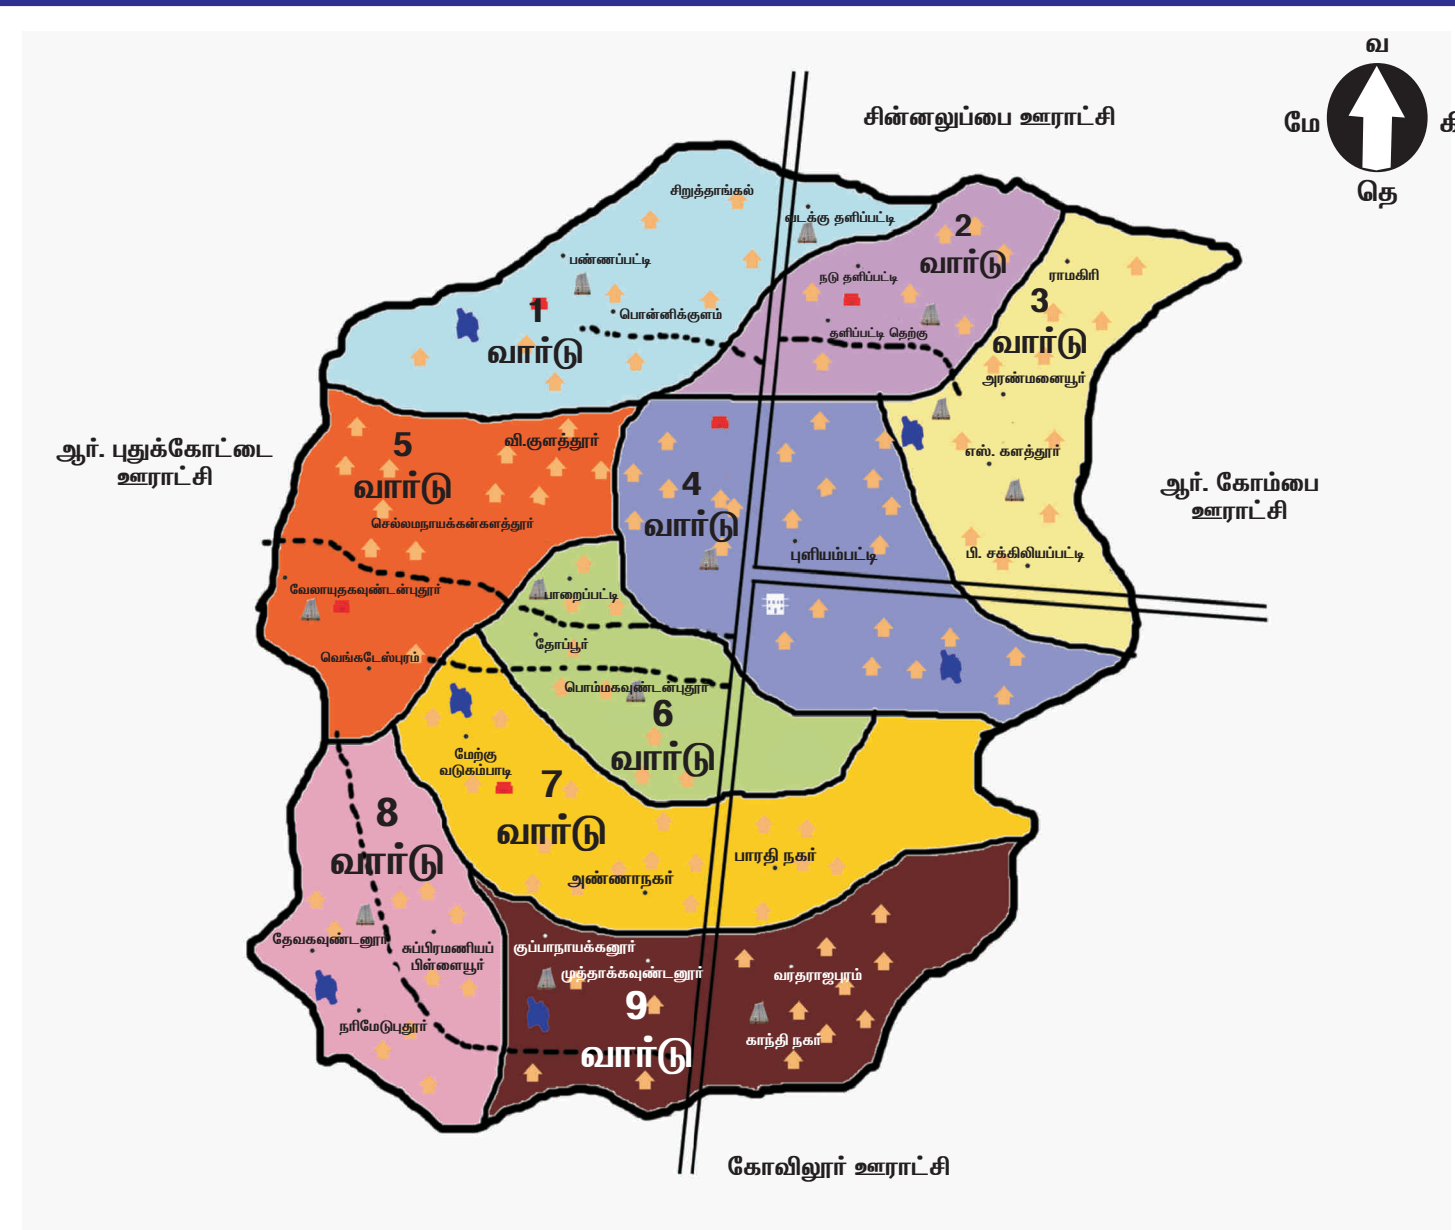 வ
சின்னலுப்பை ஊராட்சி
மே
தெ
சிறுத்தாங்கல்
வடக்கு தளிப்பட்டி
2
வார்டு
பண்ணப்பட்டி
நடு தளிப்பட்டி
ராமகிரி
3
வார்டு
1
வார்டு
பொன்னிக்குளம்
தளிப்பட்டி தெற்கு
அரண்மனையூர்
ஆர். புதுக்கோட்டை
ஊராட்சி
5
வார்டு
வி.குளத்தூர்
எஸ். களத்தூர்
4
வார்டு
ஆர். கோம்பை
ஊராட்சி
செல்லமநாயக்கன்களத்தூர்
புளியம்பட்டி
பி. சக்கிலியப்பட்டி
வேலாயுதகவுண்டன்புதூர்
பாறைப்பட்டி
தோப்பூர்
வெங்கடேஸ்புரம்
பொம்மகவுண்டன்புதூர்
6
வார்டு
மேற்கு
வடுகம்பாடி
7
வார்டு
8
வார்டு
பாரதி நகர்
அண்ணாநகர்
தேவகவுண்டனூர்
சுப்பிரமணியப்
பிள்ளையூர்
குப்பாநாயக்கனூர்
முத்தாக்கவுண்டனூர்
வரதராஜபுரம்
9
வார்டு
நரிமேடுபுதூர்
காந்தி நகர்
கோவிலூர் ஊராட்சி